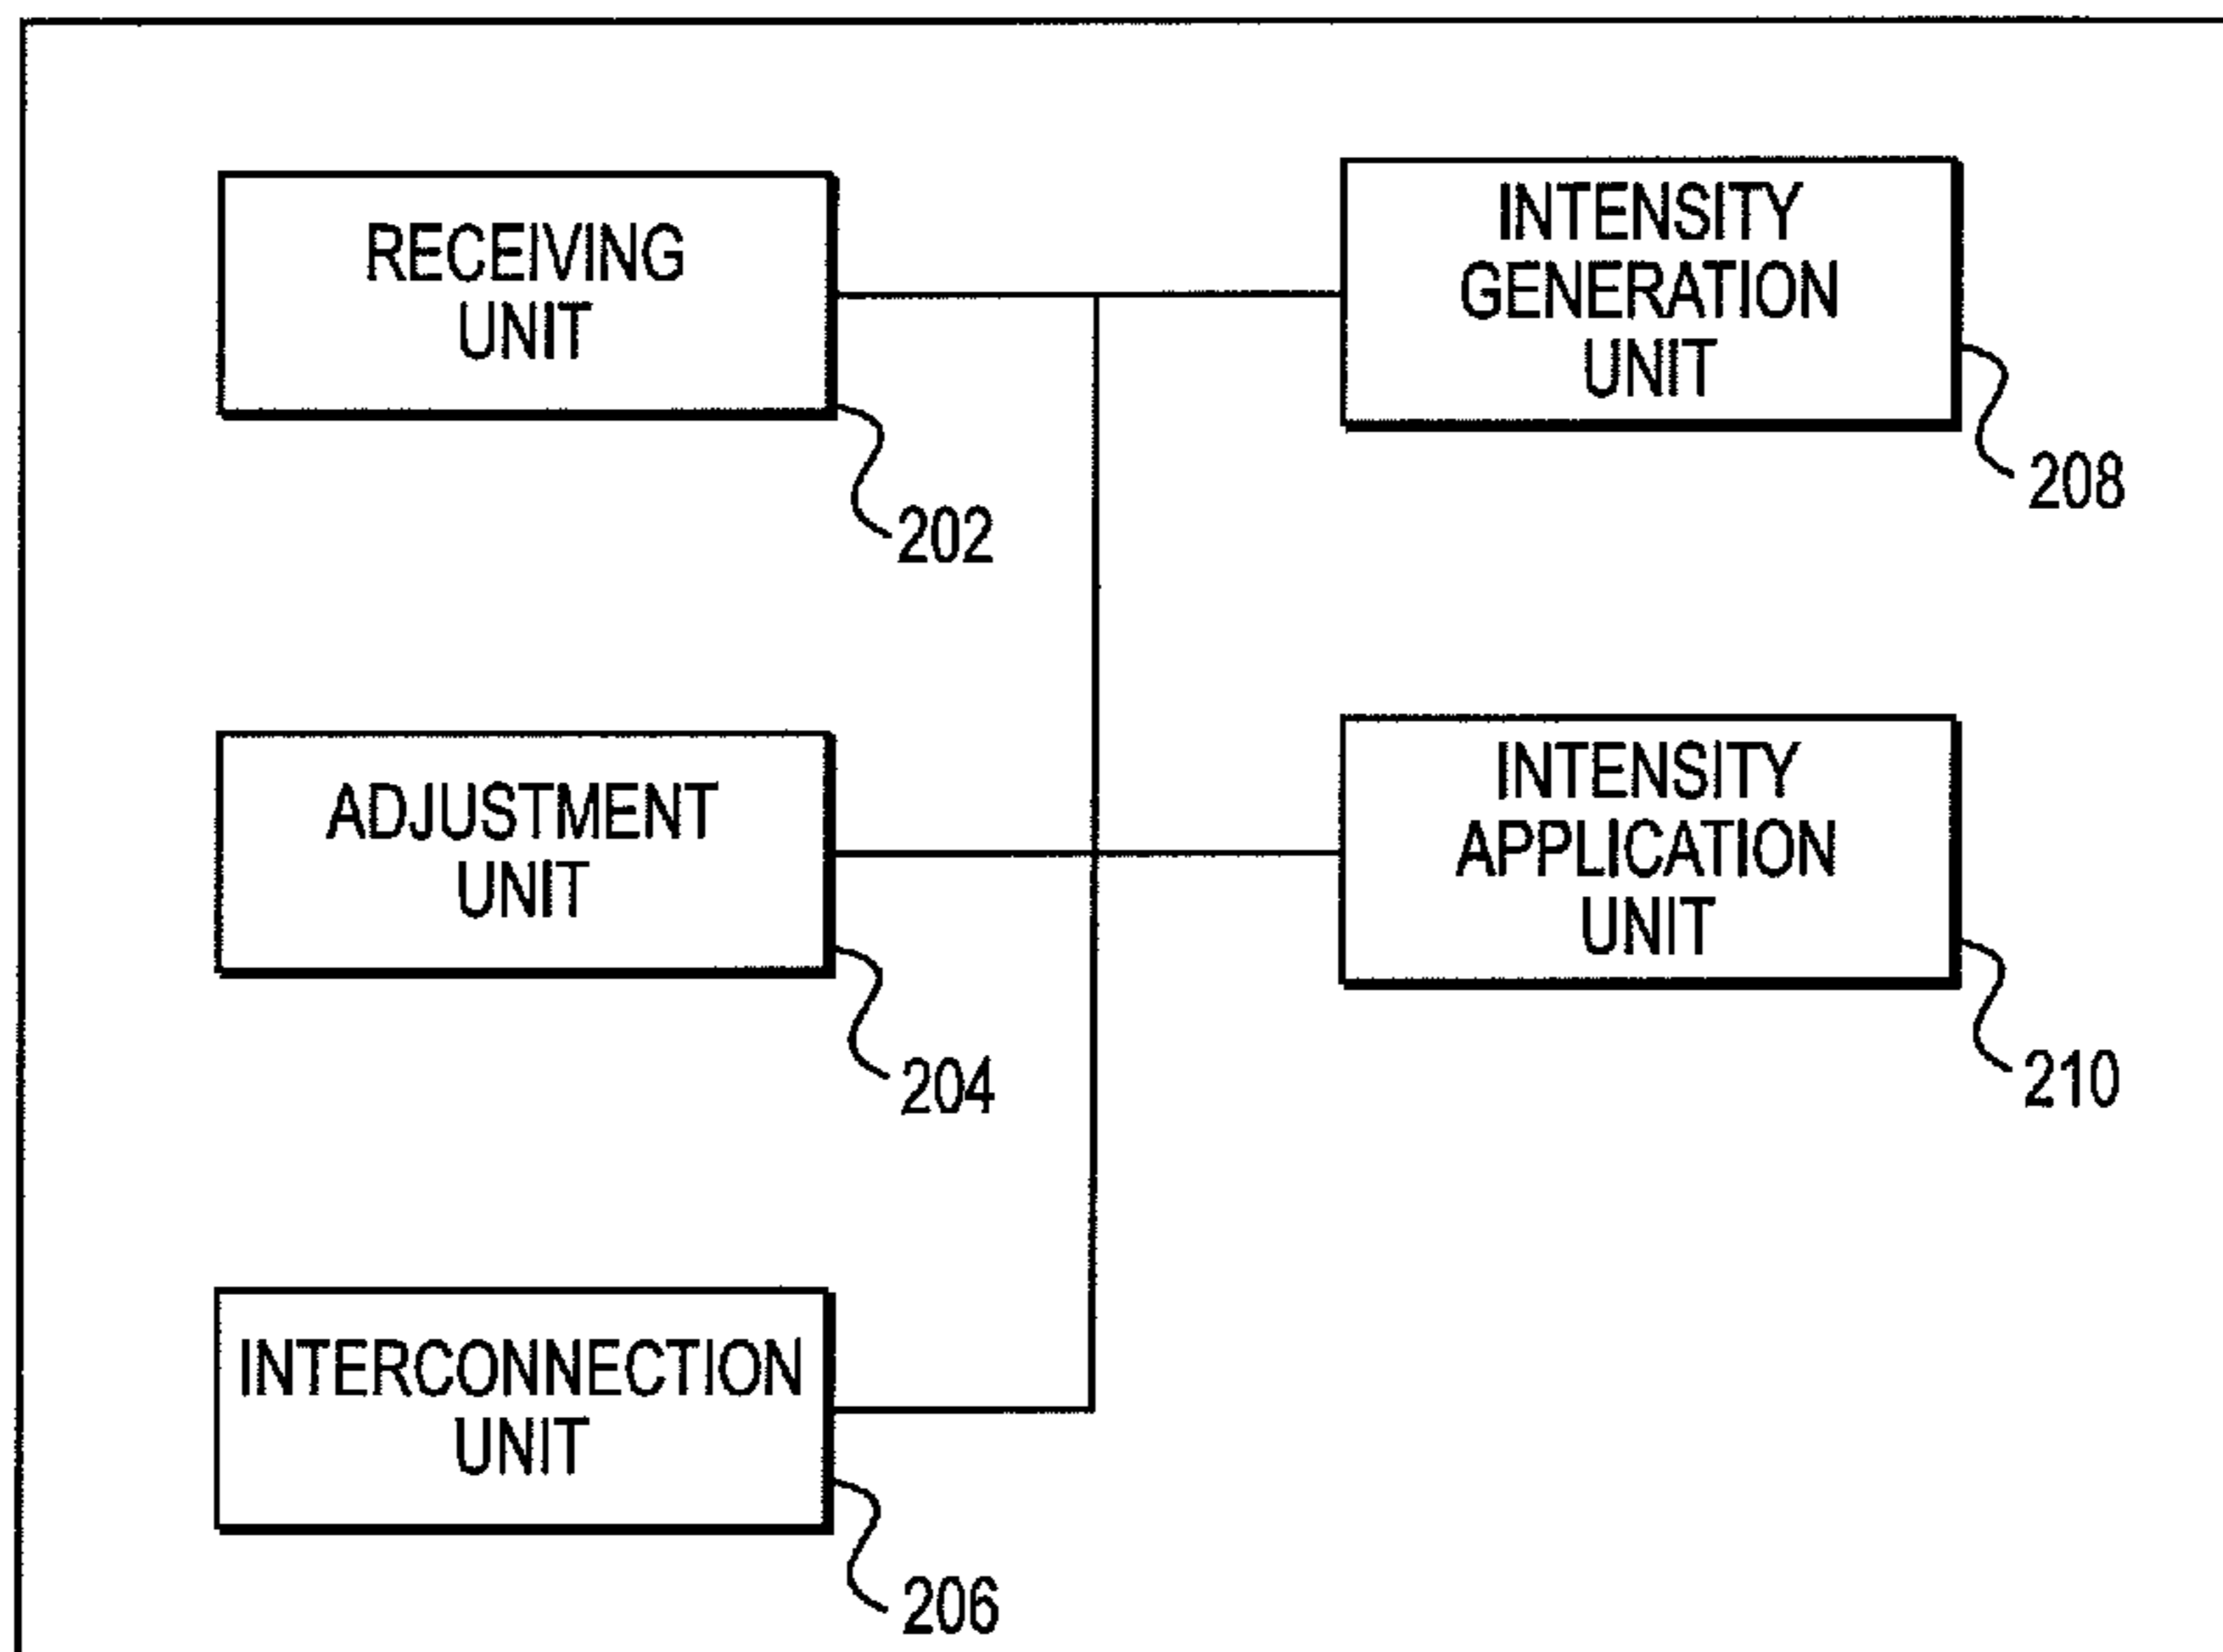 RECEIVING
UNIT
202
INTENSITY
GENERATION
UNIT
208
ADJUSTMENT
UNIT
204
INTENSITY
APPLICATION
UNIT
210
INTERCONNECTION
UNIT
206